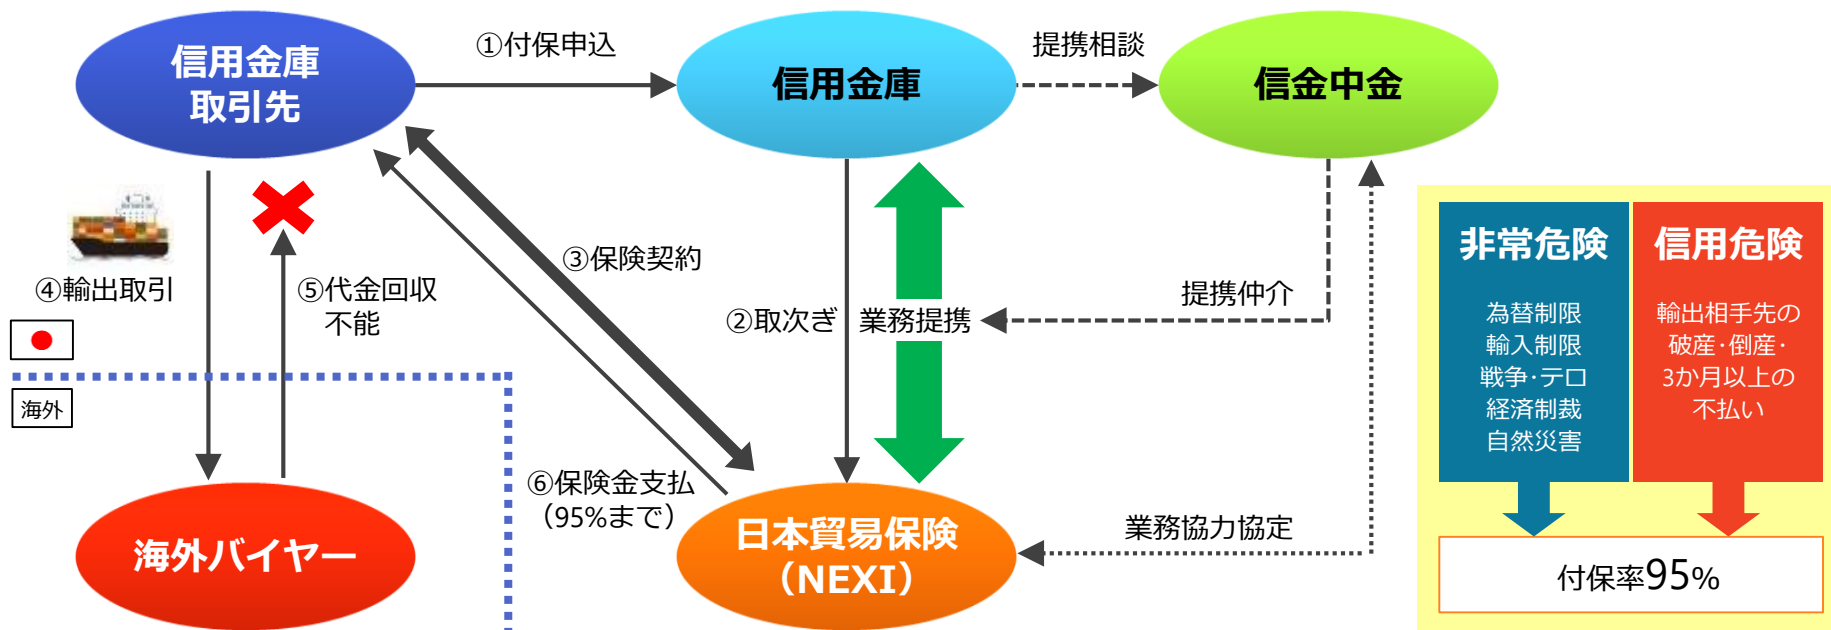 信用金庫
取引先
①付保申込
信用金庫
提携相談
信金中金
④輸出取引
⑤代金回収
不能
③保険契約
②取次ぎ
業務提携
提携仲介
海外
⑥保険金支払
（95%まで）
海外バイヤー
日本貿易保険
（NEXI）
業務協力協定
非常危険
為替制限
輸入制限
戦争・テロ
経済制裁
自然災害
信用危険
輸出相手先の
破産・倒産・
3か月以上の
不払い
付保率95%